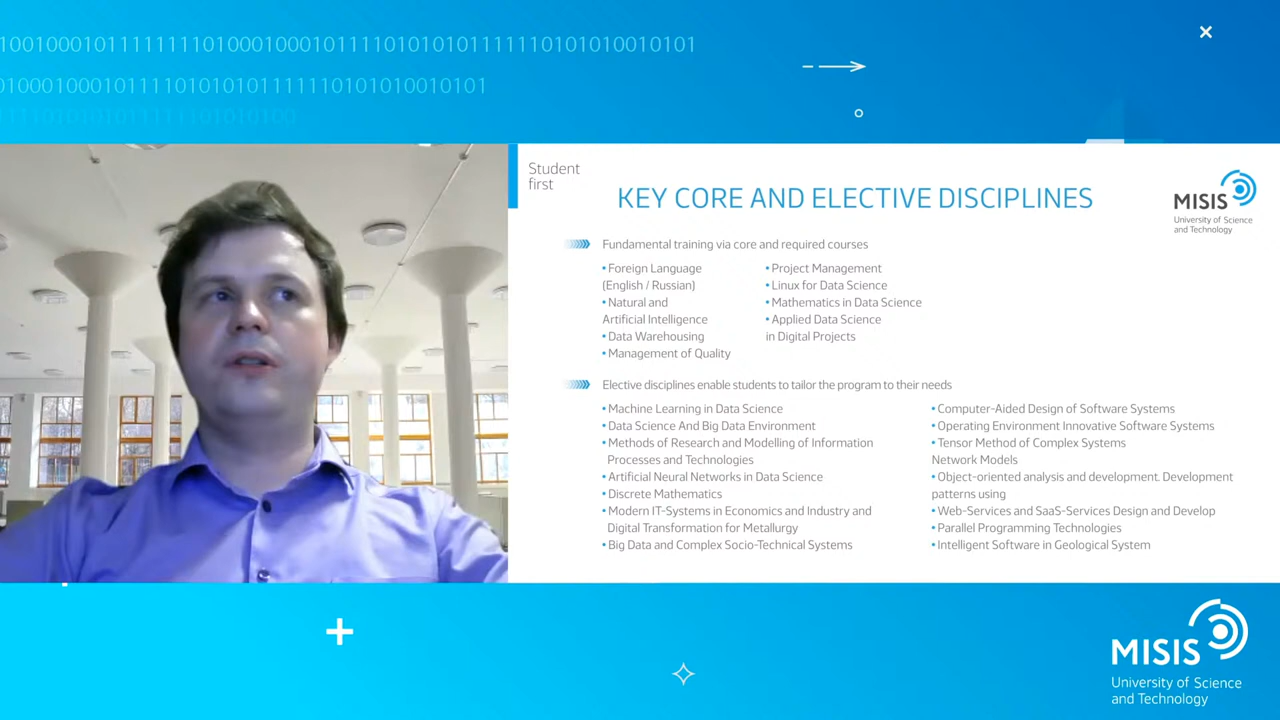 1001000101111111101000100010111101010101111110101010010101
01000100010111101010101111110101010010101
Student
first
KEY CORE AND ELECTIVE DISCIPLINES
MISIS
University of Science
and Technology
Fundamental training via core and required courses
• Foreign Language
(English / Russian)
• Natural and
Artificial Intelligence
• Data Warehousing
• Management of Quality
• Project Management
• Linux for Data Science
• Mathematics in Data Science
• Applied Data Science
in Digital Projects
Elective disciplines enable students to tailor the program to their needs
• Machine Learning in Data Science
• Data Science And Big Data Environment
• Methods of Research and Modelling of Information
Processes and Technologies
• Artificial Neural Networks in Data Science
• Discrete Mathematics
• Modern IT-Systems in Economics and Industry and
Digital Transformation for Metallurgy
• Big Data and Complex Socio-Technical Systems
• Computer-Aided Design of Software Systems
• Operating Environment Innovative Software Systems
• Tensor Method of Complex Systems
Network Models
• Object-oriented analysis and development. Development
patterns using
• Web-Services and SaaS-Services Design and Develop
• Parallel Programming Technologies
• Intelligent Software in Geological System
MISIS
University of Science
and Technology